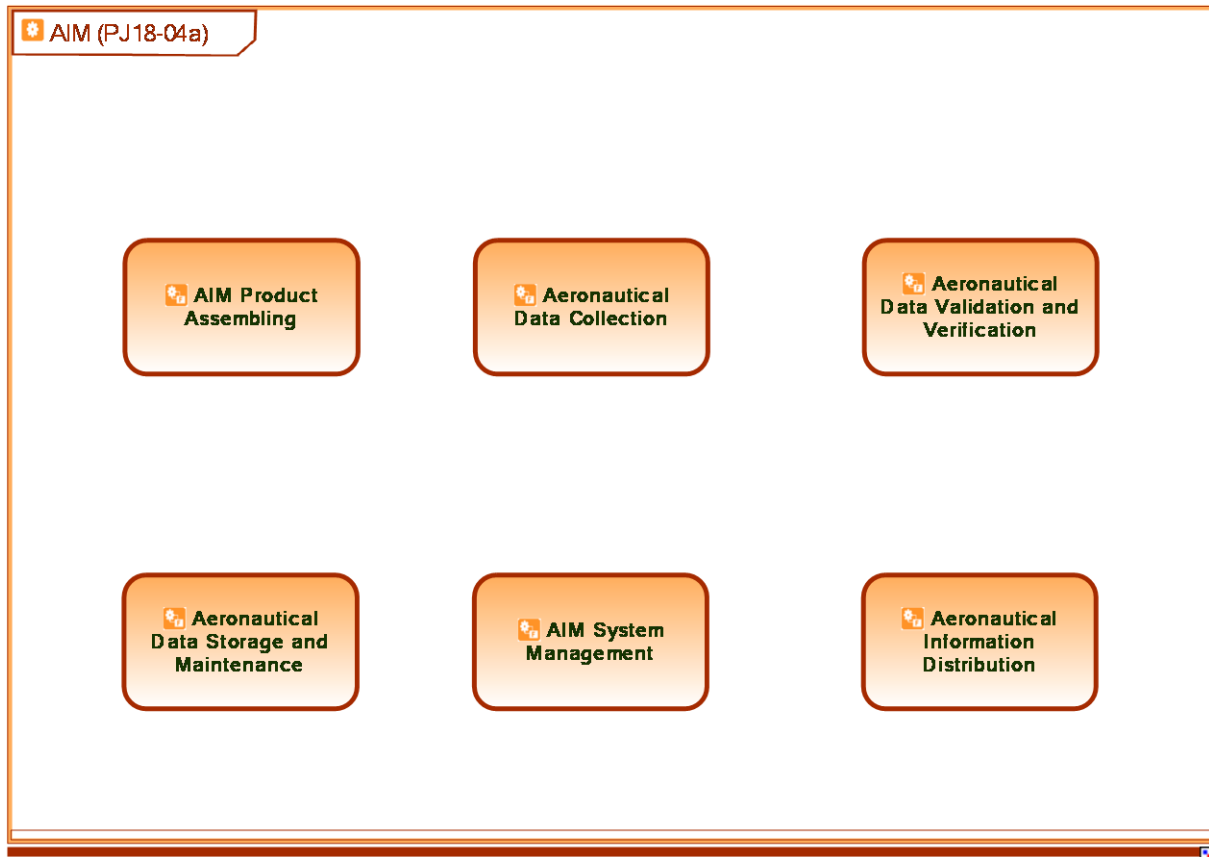 AIM (PJ18-04a)
AIM Product
Assembling
Aeronautical
Data Collection
Aeronautical
Data Validation and
Verification
Aeronautical
Data Storage and
Maintenance
AIM System
Management
Aeronautical
Information
Distribution